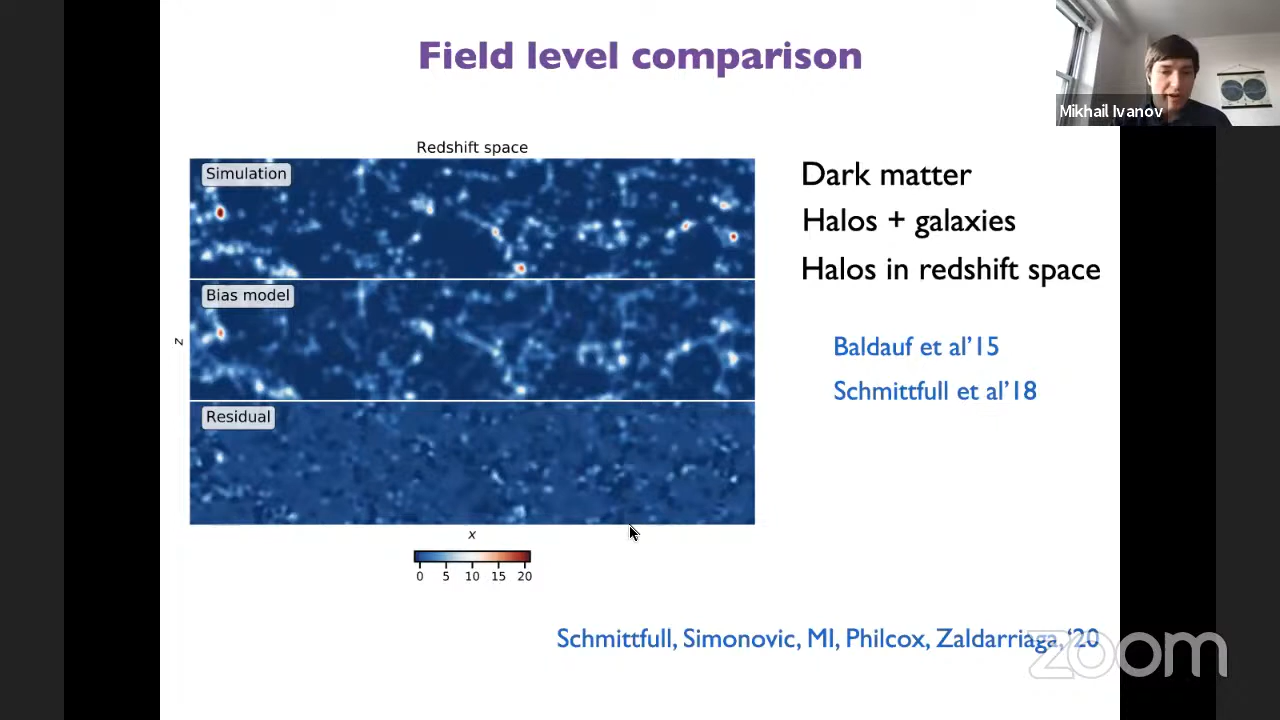 Field level comparison
Mikhail Ivanov
Redshift space
Simulation
Bias model
Residual
z
x
0 5 10 15 20
Dark matter
Halos + galaxies
Halos in redshift space
Baldauf et al’15
Schmittfull et al’18
Schmittfull, Simonovic, MI, Philcox, Zaldarriaga, ‘20
zoom